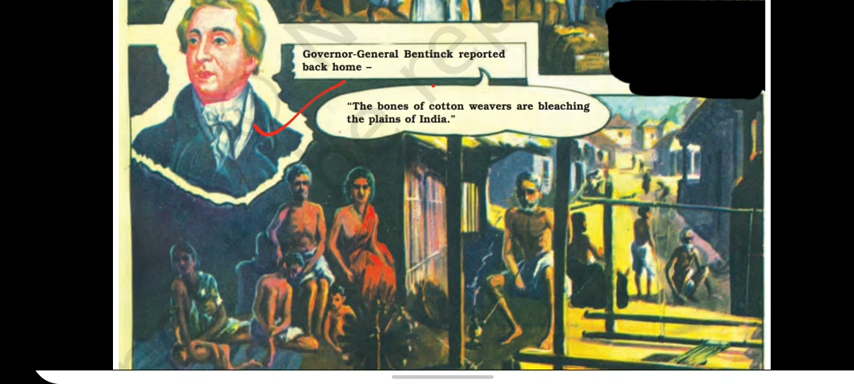 Governor-General Bentinck reported
back home –
"The bones of cotton weavers are bleaching
the plains of India."